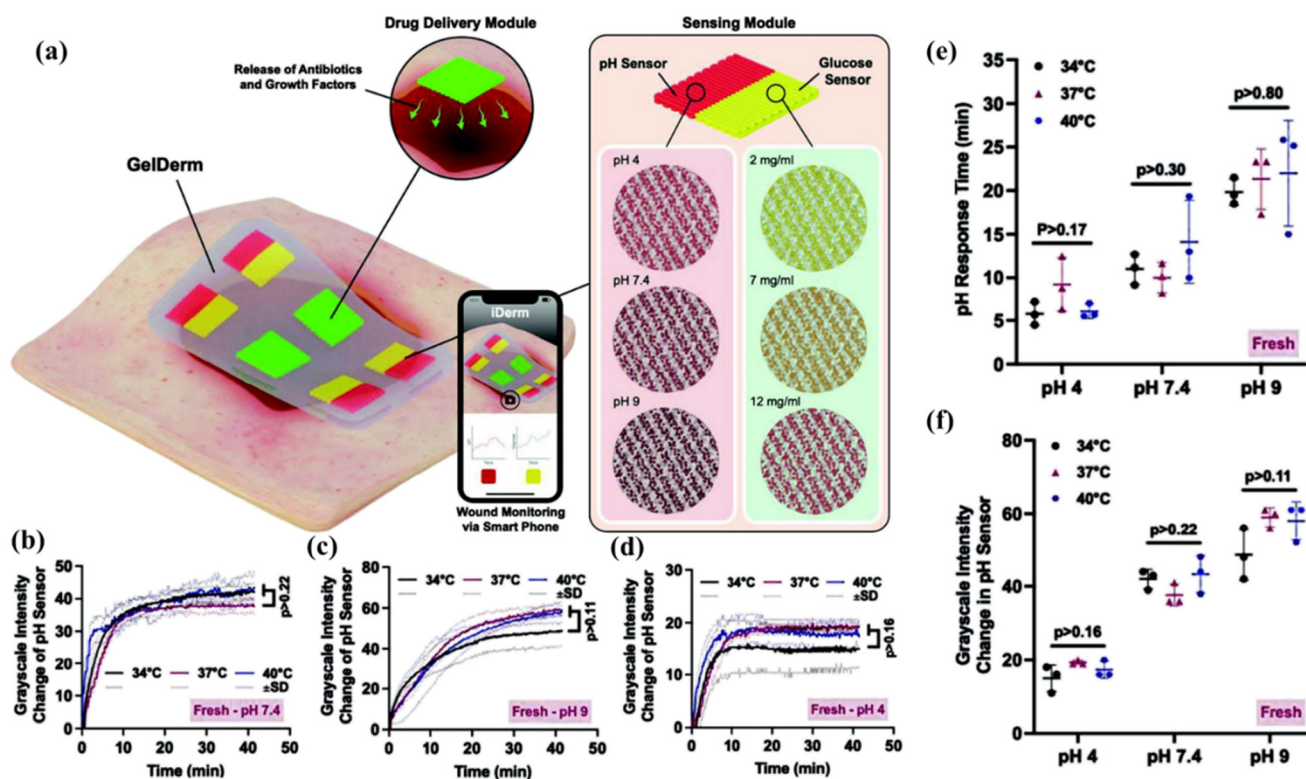 (a)
Drug Delivery Module
Release of Antibiotics
and Growth Factors
GelDerm
iDerm
Wound Monitoring
via Smart Phone
Sensing Module
pH Sensor
Glucose
Sensor
pH 4
2 mg/ml
pH 7.4
7 mg/ml
pH 9
12 mg/ml
(b)
Grayscale Intensity
Change of pH Sensor
50
40
30
20
10
0
34°C 37°C 40°C
±SD
p>0.22
Fresh - pH 7.4
0 10 20 30 40 50
Time (min)
(c)
Grayscale Intensity
Change of pH Sensor
80
60
40
20
0
34°C 37°C 40°C
±SD
p>0.11
Fresh - pH 9
0 10 20 30 40 50
Time (min)
(d)
Grayscale Intensity
Change of pH Sensor
30
20
10
0
34°C 37°C 40°C
±SD
p>0.16
Fresh - pH 4
0 10 20 30 40 50
Time (min)
(e)
pH Response Time (min)
35
30
25
20
15
10
5
0
34°C
37°C
40°C
P>0.17
p>0.30
p>0.80
Fresh
pH 4 pH 7.4 pH 9
(f)
Grayscale Intensity
Change in pH Sensor
80
60
40
20
0
34°C
37°C
40°C
p>0.16
p>0.22
p>0.11
Fresh
pH 4 pH 7.4 pH 9